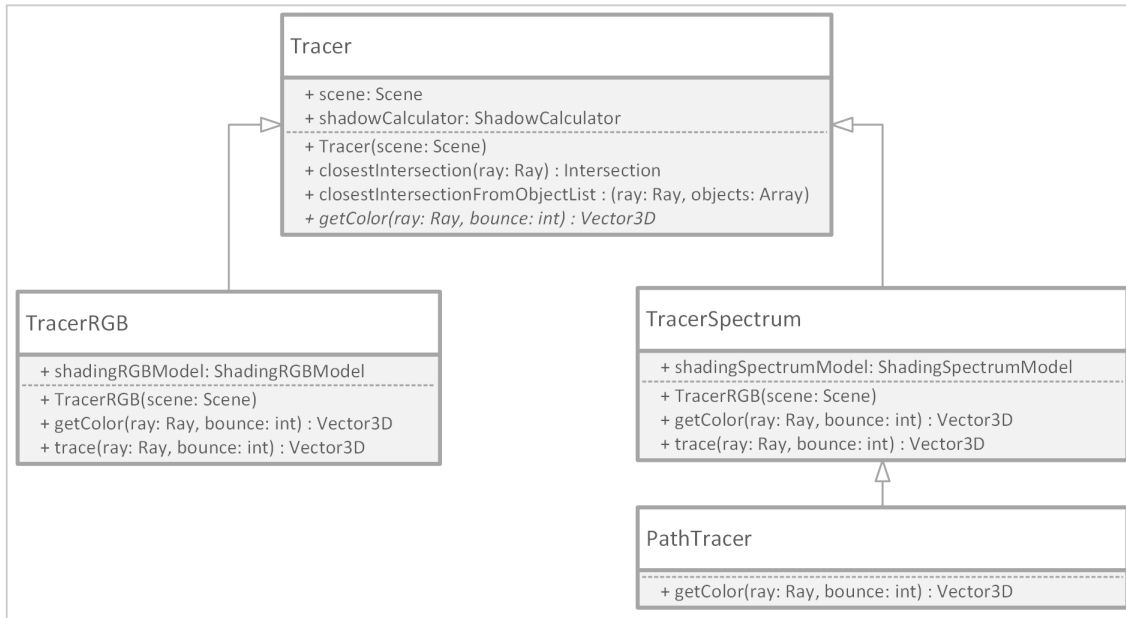 Tracer
+ scene: Scene
+ shadowCalculator: ShadowCalculator
+ Tracer(scene: Scene)
+ closestIntersection(ray: Ray) : Intersection
+ closestIntersectionFromObjectList : (ray: Ray, objects: Array)
+ getColor(ray: Ray, bounce: int) : Vector3D
TracerRGB
+ shadingRGBModel: ShadingRGBModel
+ TracerRGB(scene: Scene)
+ getColor(ray: Ray, bounce: int) : Vector3D
+ trace(ray: Ray, bounce: int) : Vector3D
TracerSpectrum
+ shadingSpectrumModel: ShadingSpectrumModel
+ TracerRGB(scene: Scene)
+ getColor(ray: Ray, bounce: int) : Vector3D
+ trace(ray: Ray, bounce: int) : Vector3D
PathTracer
+ getColor(ray: Ray, bounce: int) : Vector3D